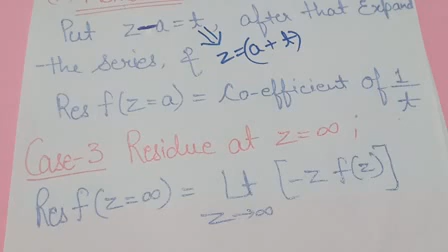 Put z-a = t, after that Expand
the series, & z = (a + t)
Res f(z=a) = Co-efficient of 1/t
Case-3 Residue at z=∞ ;
Res f(z=∞) = Lt z→∞ [-z f(z)]